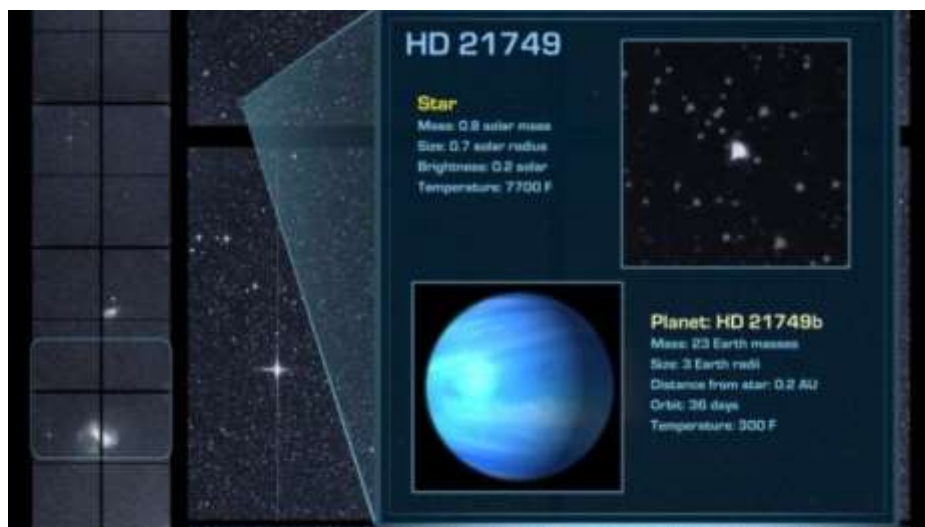 HD 21749
Star
Mass: 0.8 solar mass
Size: 0.7 solar radius
Brightness: 0.2 solar
Temperature: 7700 F
Planet: HD 21749b
Mass: 23 Earth masses
Size: 3 Earth radii
Distance from star: 0.2 AU
Orbit: 36 days
Temperature: 300 F